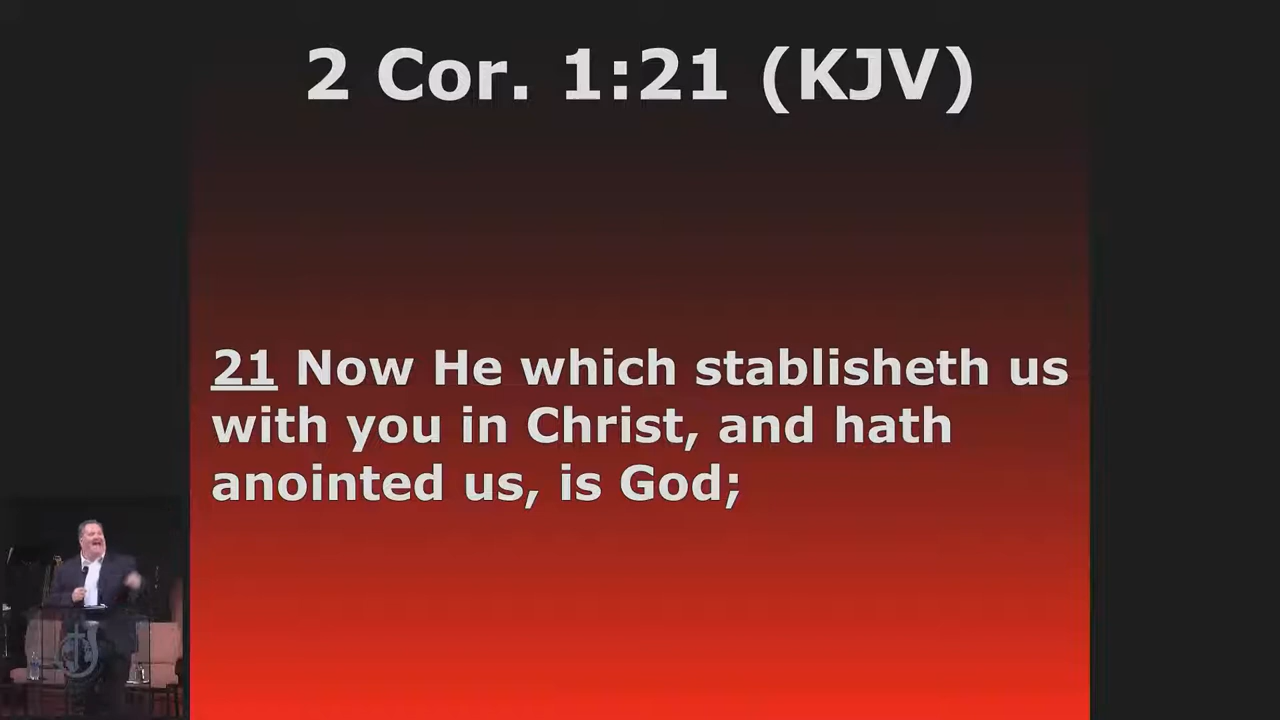 2 Cor. 1:21 (KJV)
21 Now He which stablisheth us
with you in Christ, and hath
anointed us, is God;